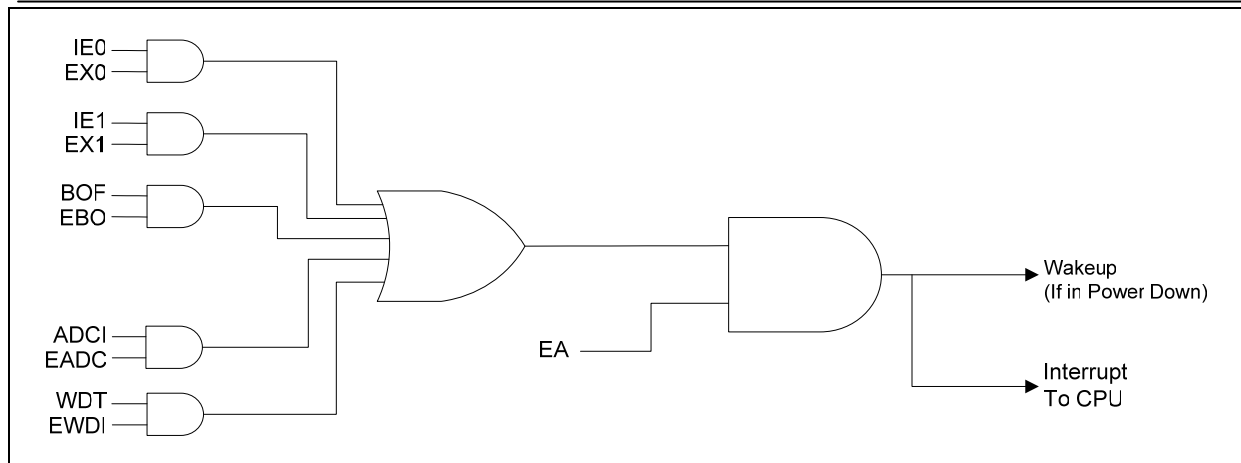 IE0
EX0
IE1
EX1
BOF
EBO
ADCI
EADC
WDT
EWDI
EA
Wakeup
(If in Power Down)
Interrupt
To CPU